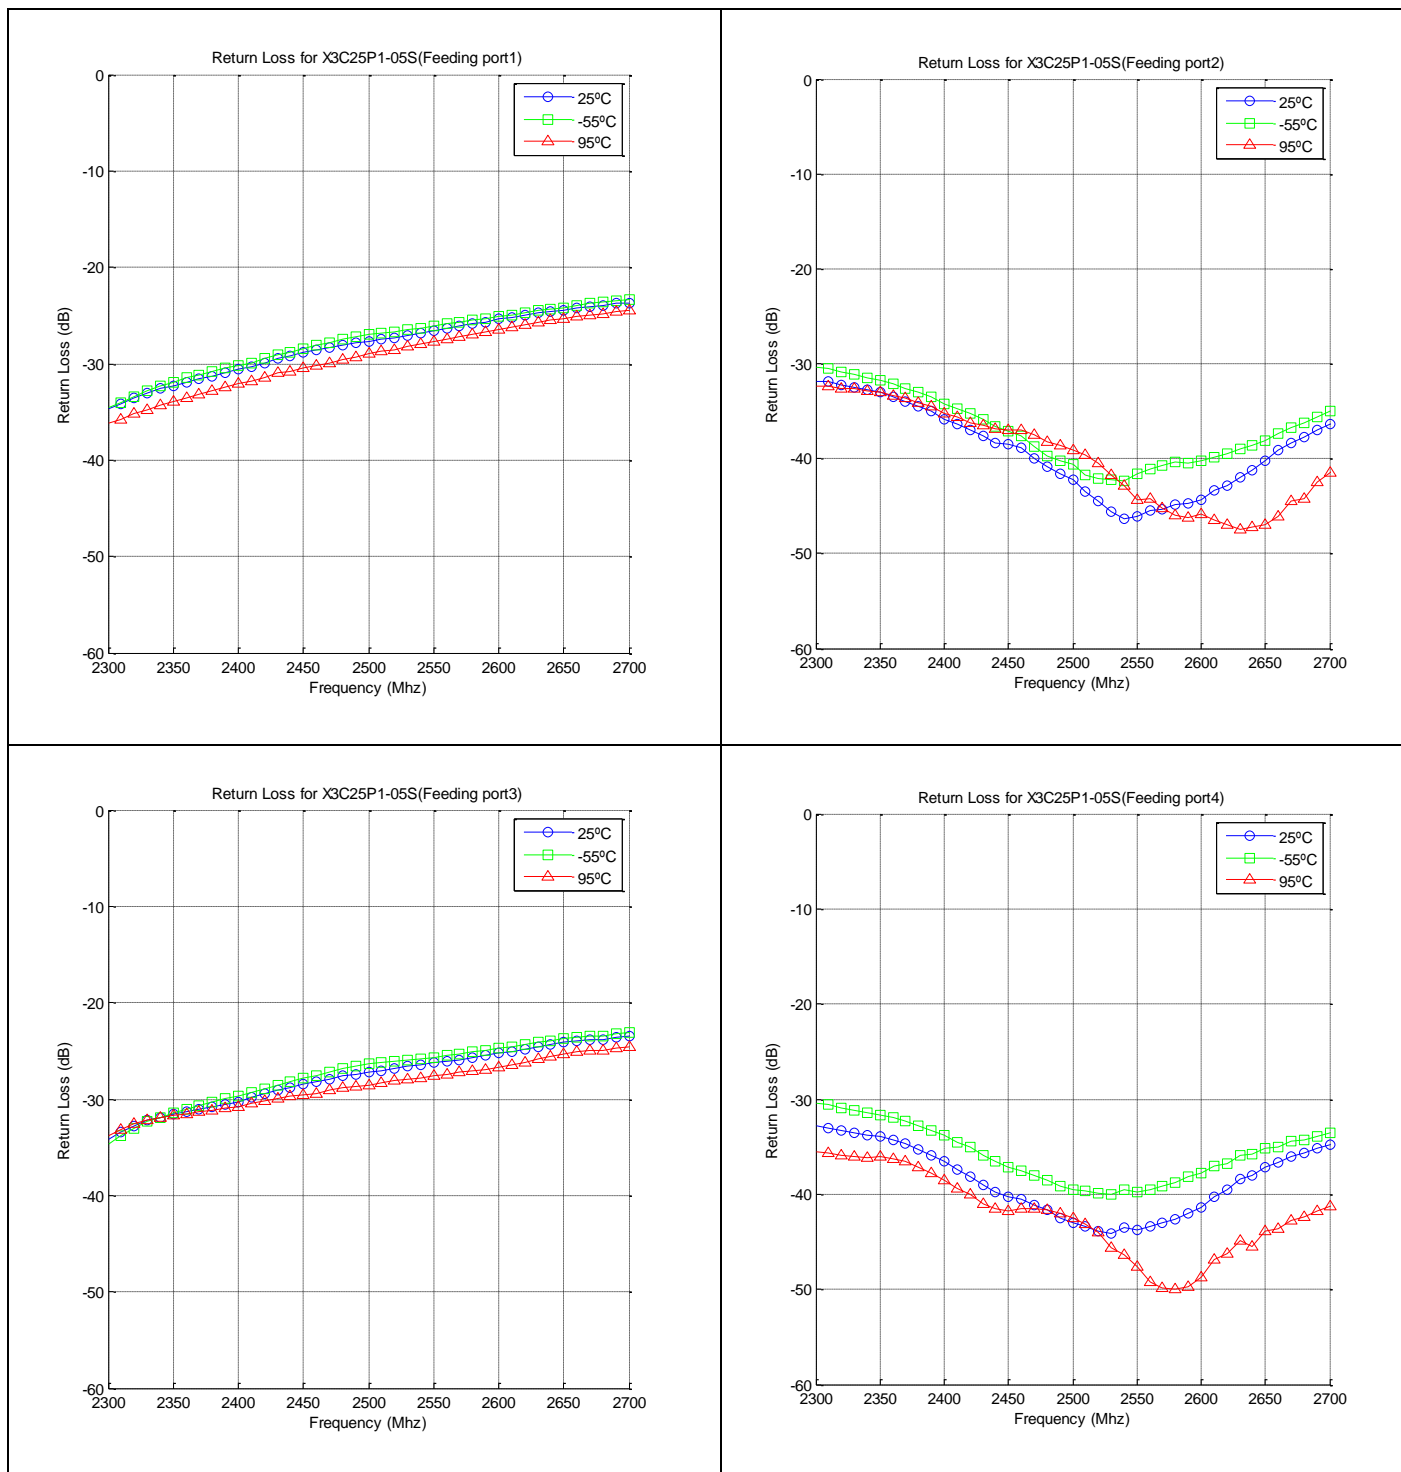 Return Loss for X3C25P1-05S(Feeding port1)
0
-10
-20
-30
-40
-50
-60
Return Loss (dB)
25ºC
-55ºC
95ºC
2300 2350 2400 2450 2500 2550 2600 2650 2700
Frequency (Mhz)
Return Loss for X3C25P1-05S(Feeding port2)
0
-10
-20
-30
-40
-50
-60
Return Loss (dB)
25ºC
-55ºC
95ºC
2300 2350 2400 2450 2500 2550 2600 2650 2700
Frequency (Mhz)
Return Loss for X3C25P1-05S(Feeding port3)
0
-10
-20
-30
-40
-50
-60
Return Loss (dB)
25ºC
-55ºC
95ºC
2300 2350 2400 2450 2500 2550 2600 2650 2700
Frequency (Mhz)
Return Loss for X3C25P1-05S(Feeding port4)
0
-10
-20
-30
-40
-50
-60
Return Loss (dB)
25ºC
-55ºC
95ºC
2300 2350 2400 2450 2500 2550 2600 2650 2700
Frequency (Mhz)